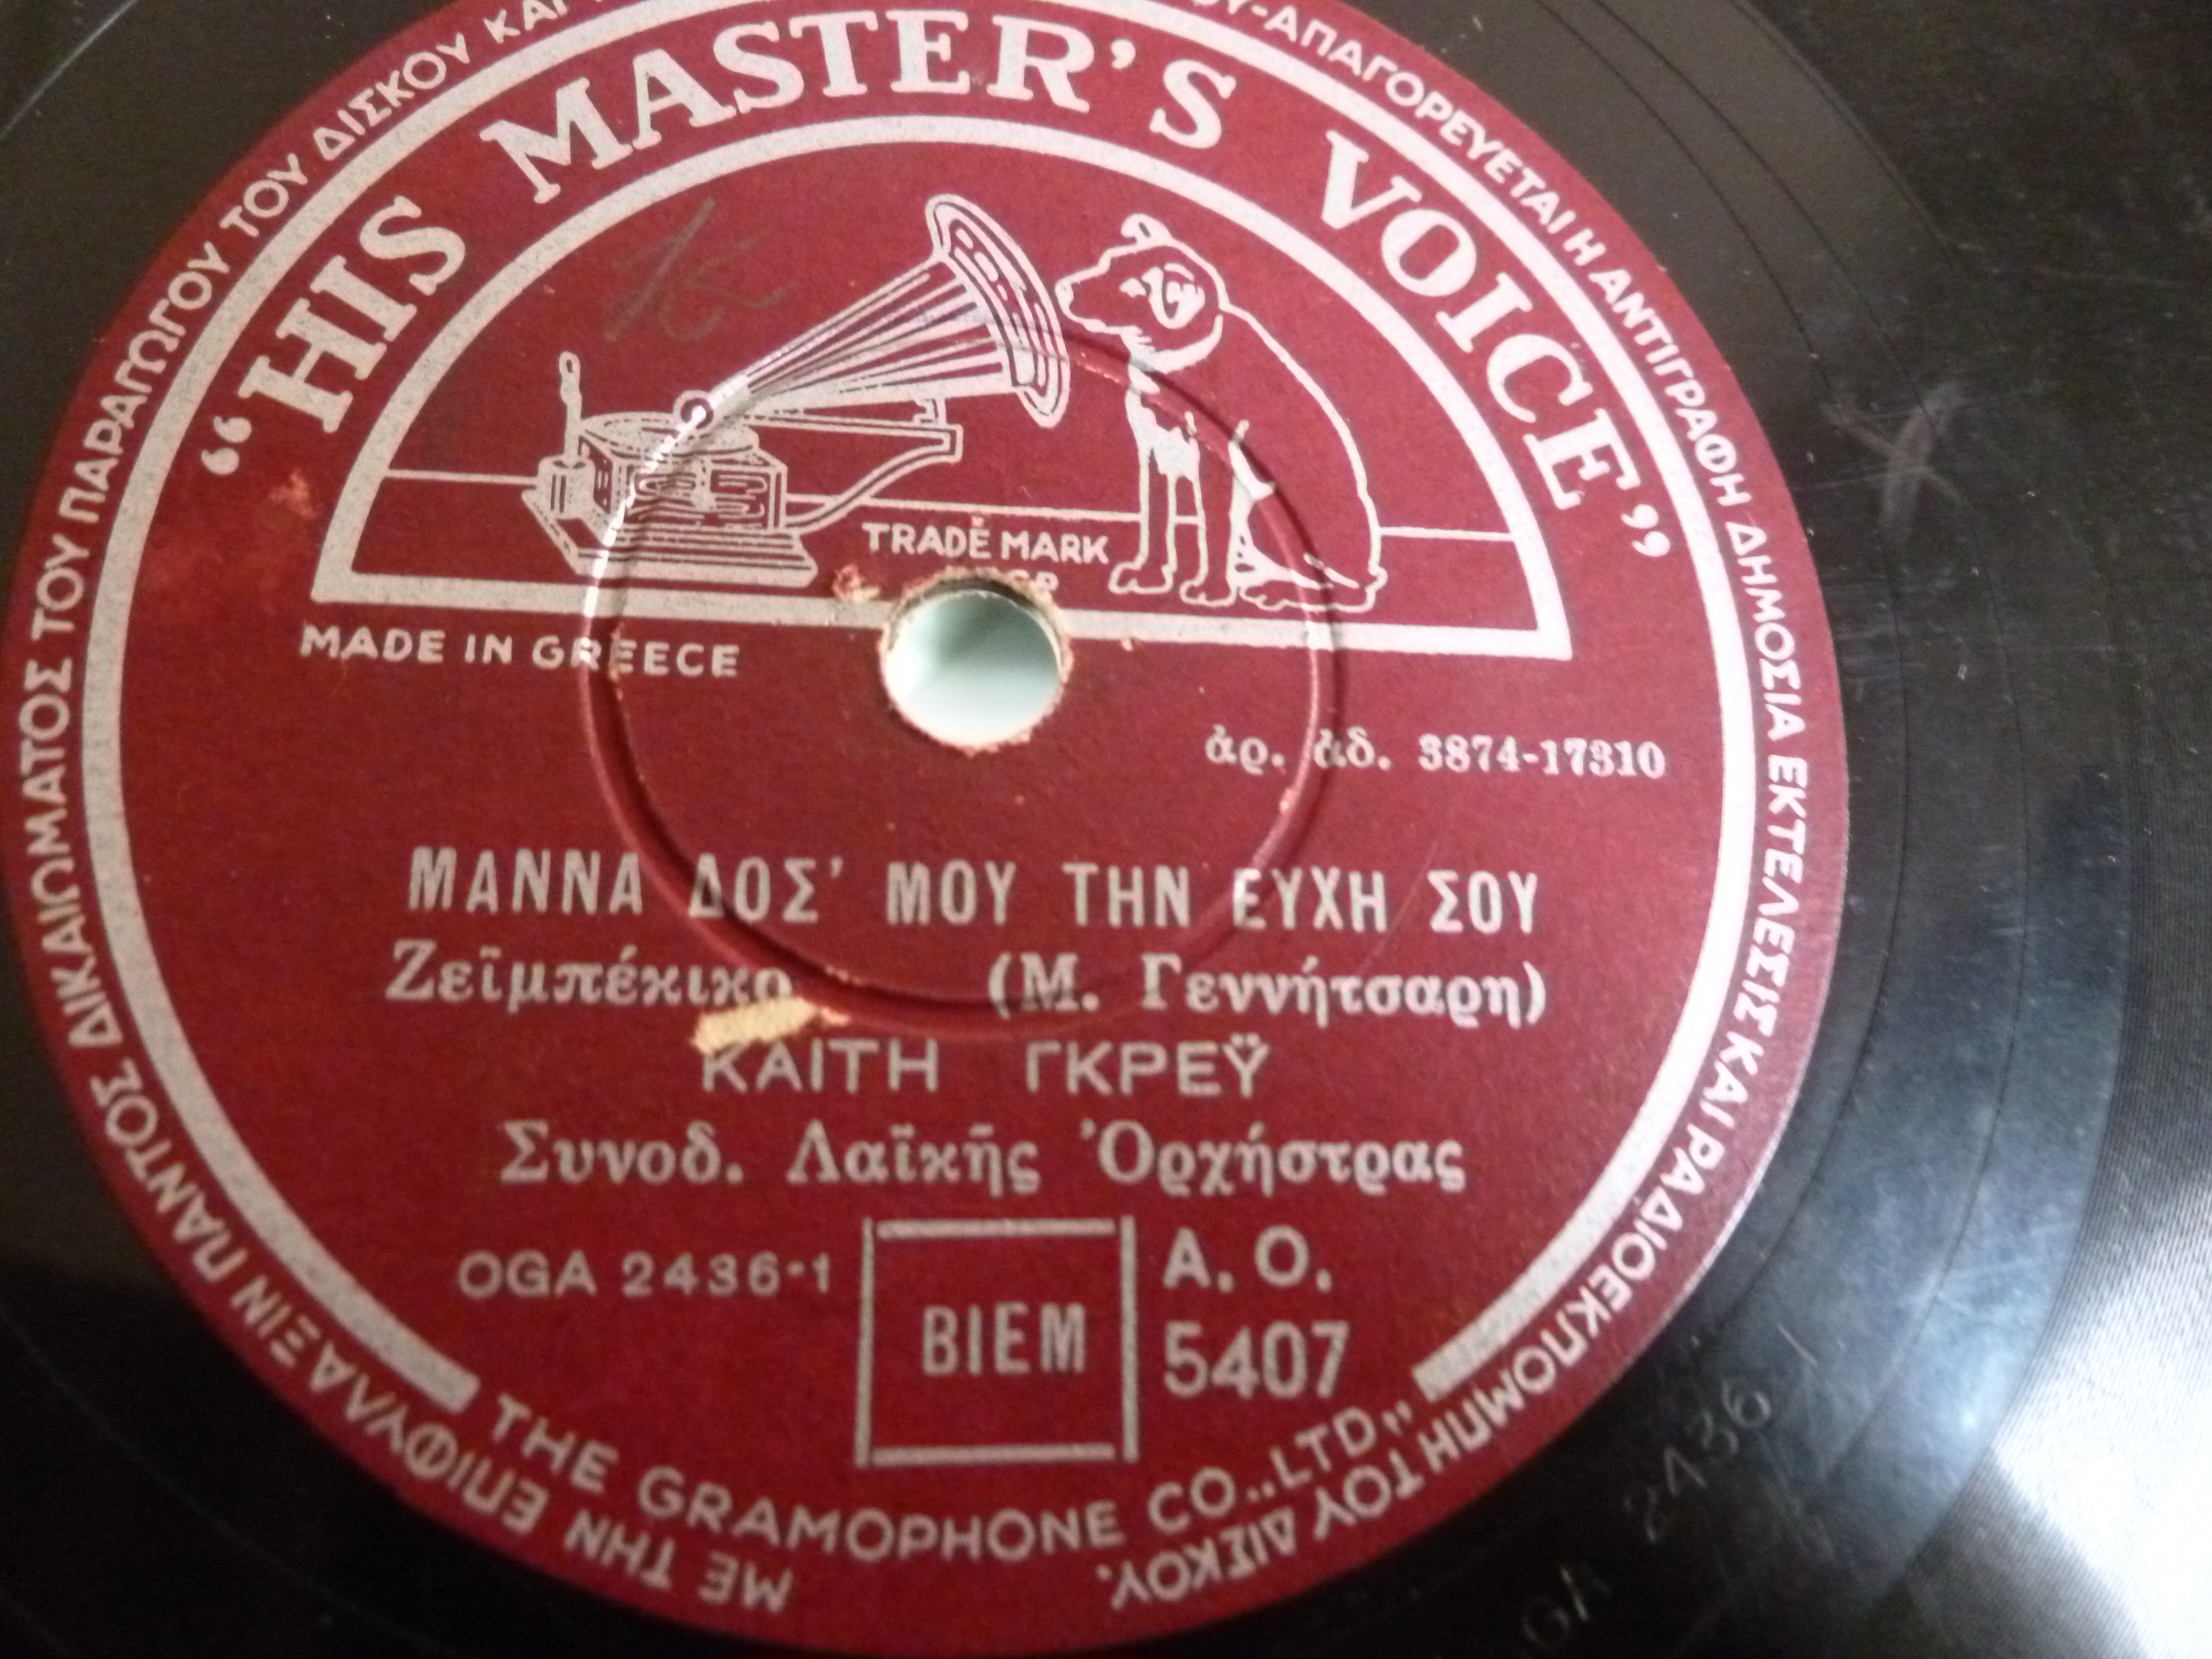 ΜΕ ΤΗΝ ΕΠΙΦΥΛΑΞΙΝ ΠΑΝΤΟΣ ΔΙΚΑΙΩΜΑΤΟΣ ΤΟΥ ΠΑΡΑΓΩΓΟΥ ΤΟΥ ΔΙΣΚΟΥ ΚΑΙ
ΑΠΑΓΟΡΕΥΕΤΑΙ Η ΑΝΤΙΓΡΑΦΗ ΔΗΜΟΣΙΑ ΕΚΤΕΛΕΣΙΣ ΚΑΙ ΡΑΔΙΟΕΚΠΟΜΠΗ ΤΟΥ ΔΙΣΚΟΥ.
“HIS MASTER'S VOICE”
TRADE MARK
MADE IN GREECE
ἀρ. ἀδ. 3874-17310
ΜΑΝΝΑ ΔΟΣ' ΜΟΥ ΤΗΝ ΕΥΧΗ ΣΟΥ
Ζεϊμπέκικο (Μ. Γεννήτσαρη)
ΚΑΙΤΗ ΓΚΡΕΫ
Συνοδ. Λαϊκῆς Ὀρχήστρας
OGA 2436-1
BIEM
A. O.
5407
THE GRAMOPHONE CO.,LTD,,
2436